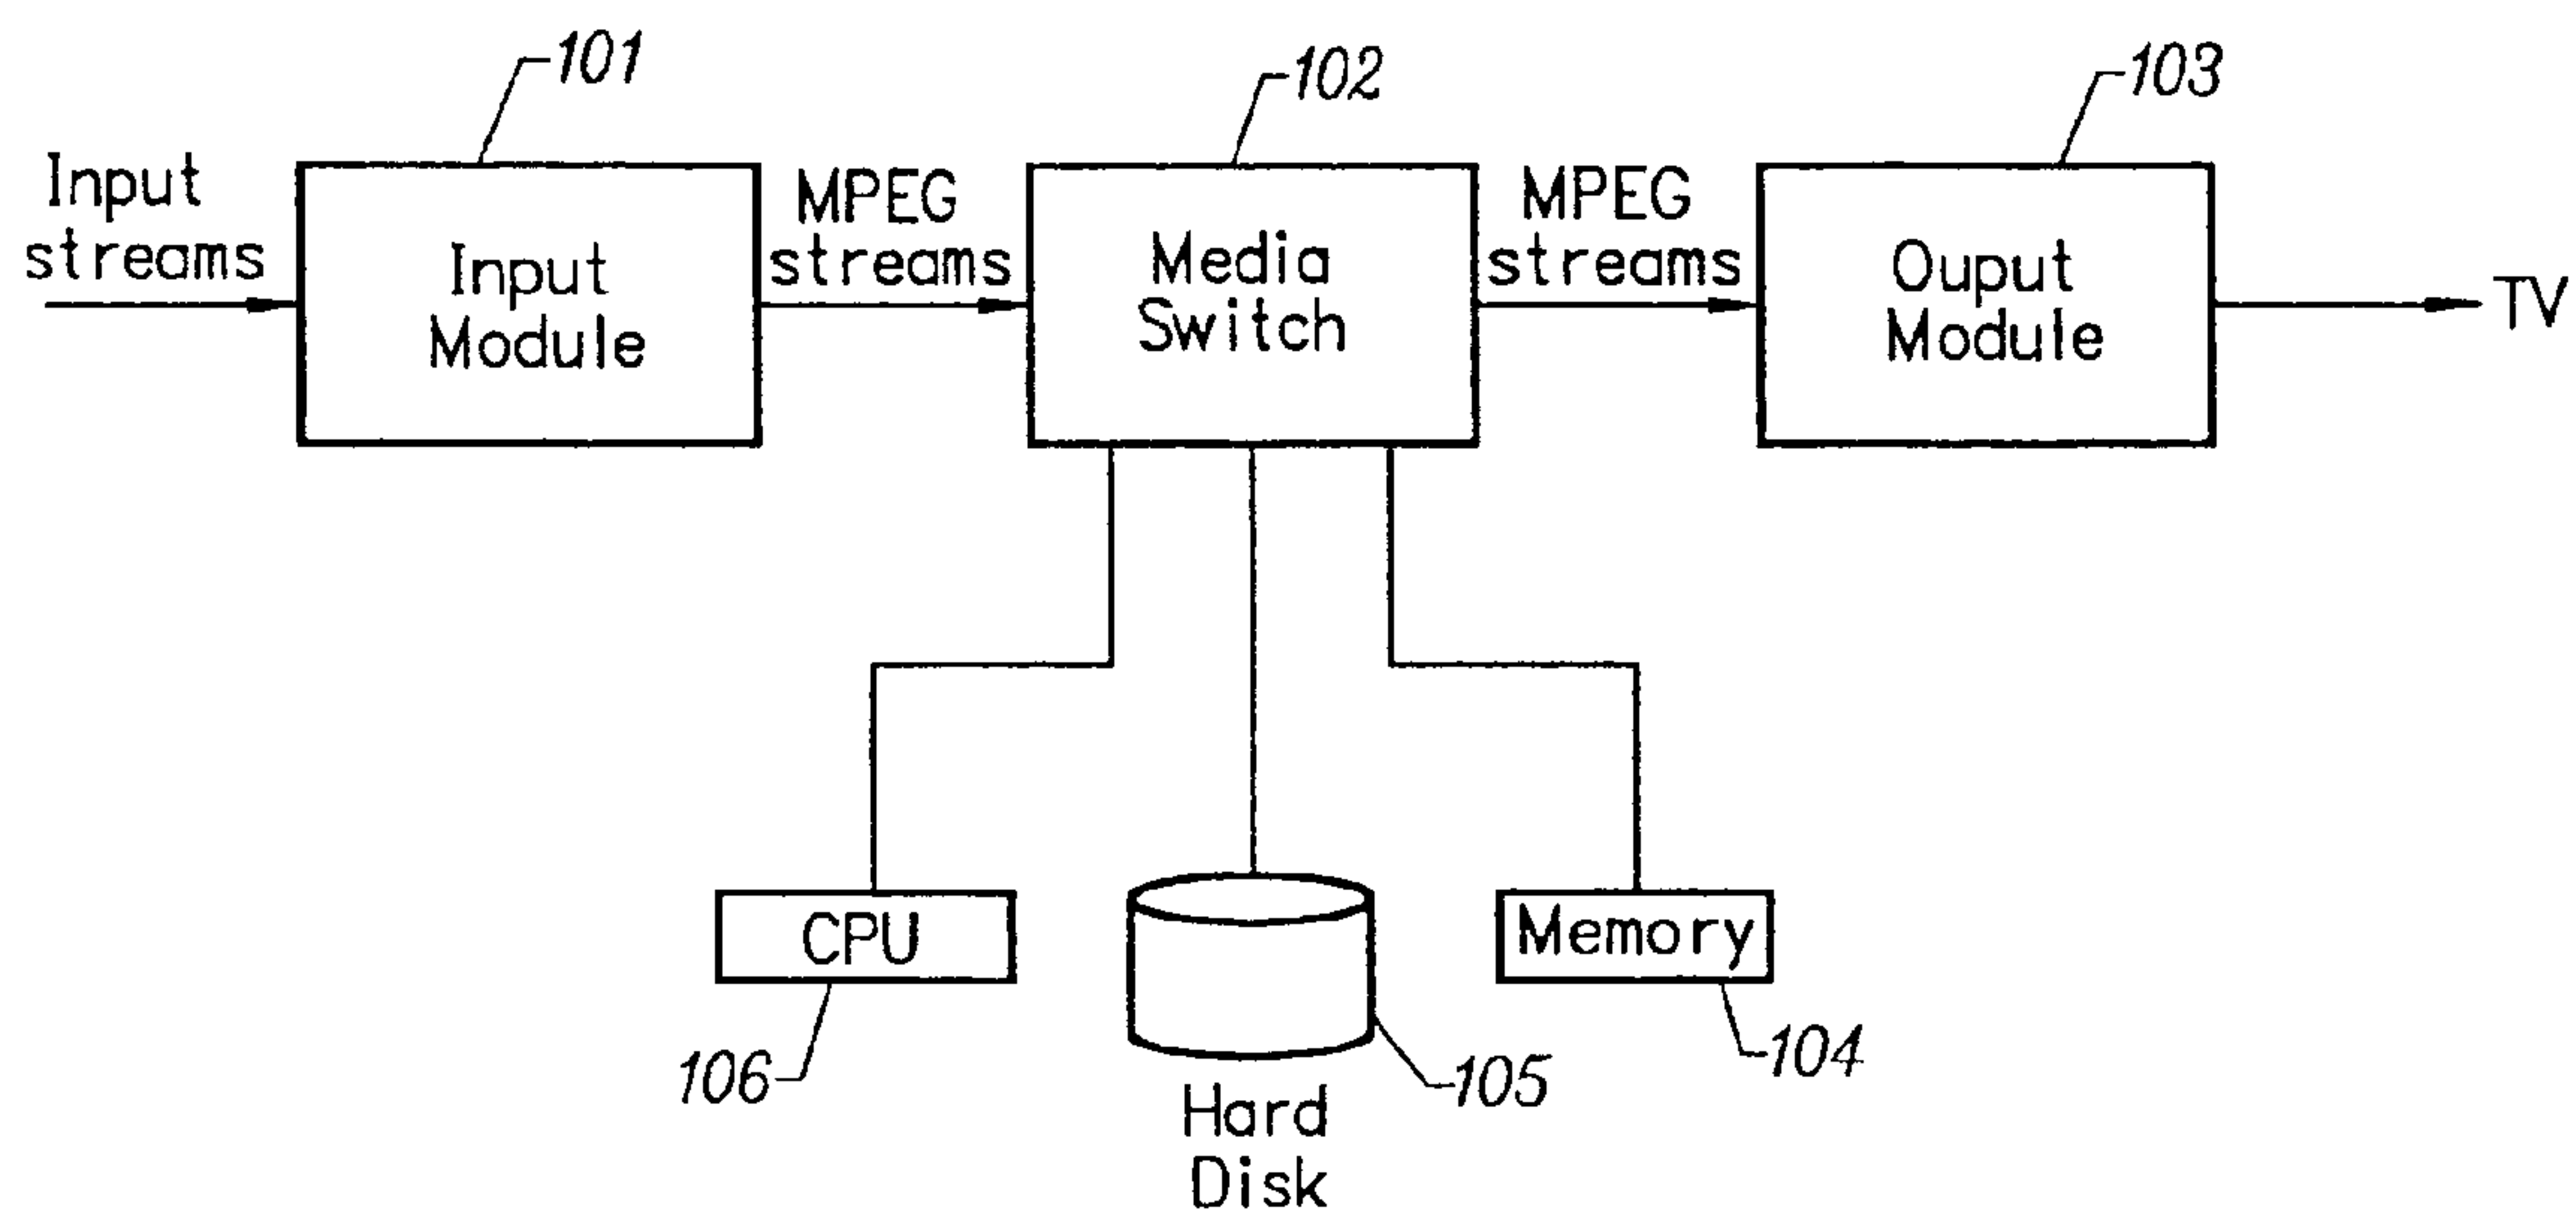 101
102
103
Input
streams
Input
Module
MPEG
streams
Media
Switch
MPEG
streams
Ouput
Module
TV
CPU
Memory
106
105
104
Hard
Disk